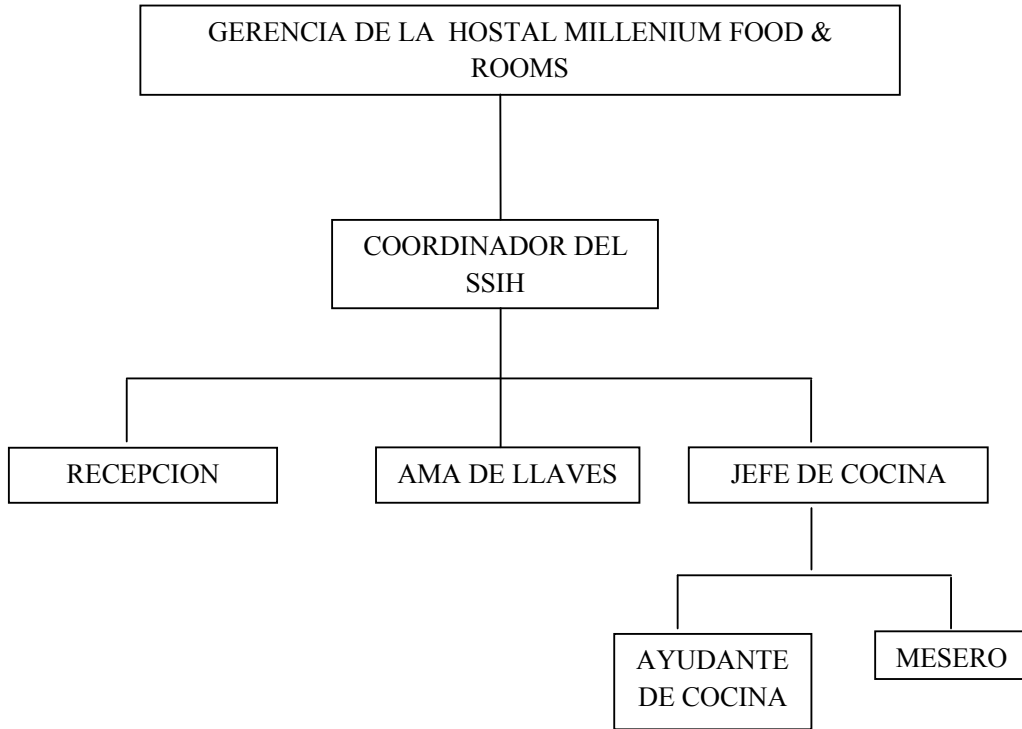 GERENCIA DE LA HOSTAL MILLENIUM FOOD &
ROOMS
COORDINADOR DEL
SSIH
RECEPCION
AMA DE LLAVES
JEFE DE COCINA
AYUDANTE
DE COCINA
MESERO